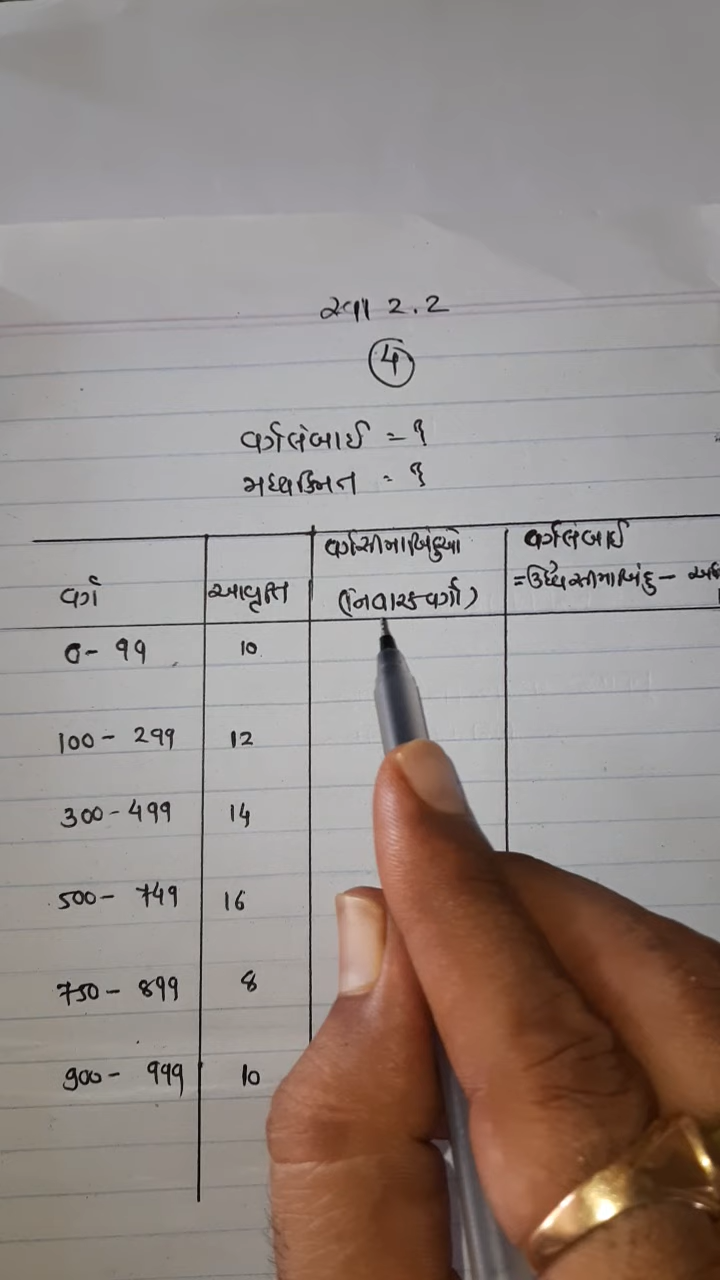 સ્વા 2.2
4
વર્ગલંબાઈ = ?
મધ્યકિંમત = ?
વર્ગ
આવૃત્તિ
વર્ગસીમાબિંદુઓ
(નિવારક વર્ગો)
વર્ગલંબાઈ
=ઉર્ધ્વસીમાબિંદુ -
0 - 99 10
100 - 299 12
300 - 499 14
500 - 749 16
750 - 899 8
900 - 999 10